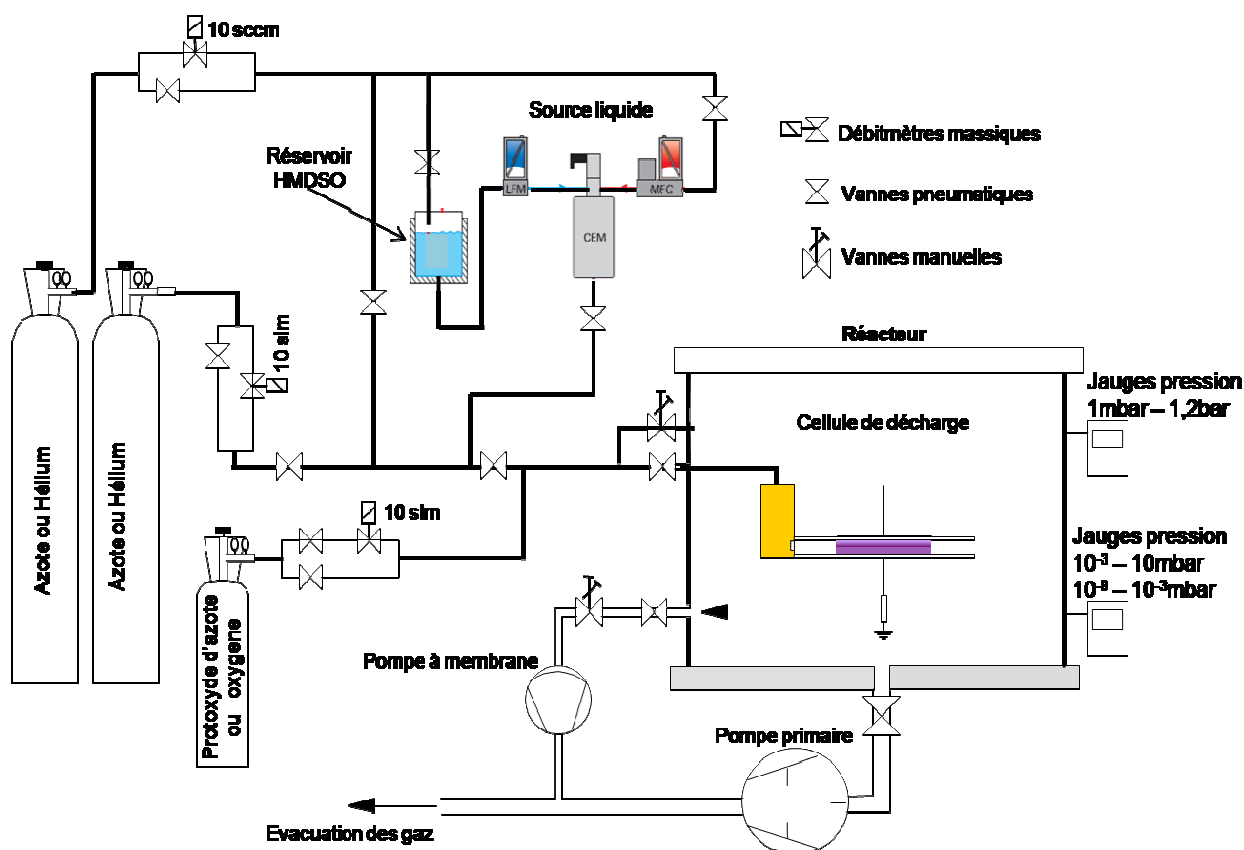 10 sccm
Source liquide
Réservoir
HMDSO
LFM
MFC
CEM
Débitmètres massiques
Vannes pneumatiques
Vannes manuelles
Azote ou Hélium
Azote ou Hélium
10 slm
Réacteur
Jauges pression
1mbar – 1,2bar
Cellule de décharge
10 slm
Protoxyde d'azote
ou oxygene
Jauges pression
10⁻³ – 10mbar
10⁻⁸ – 10⁻³mbar
Pompe à membrane
Pompe primaire
Evacuation des gaz